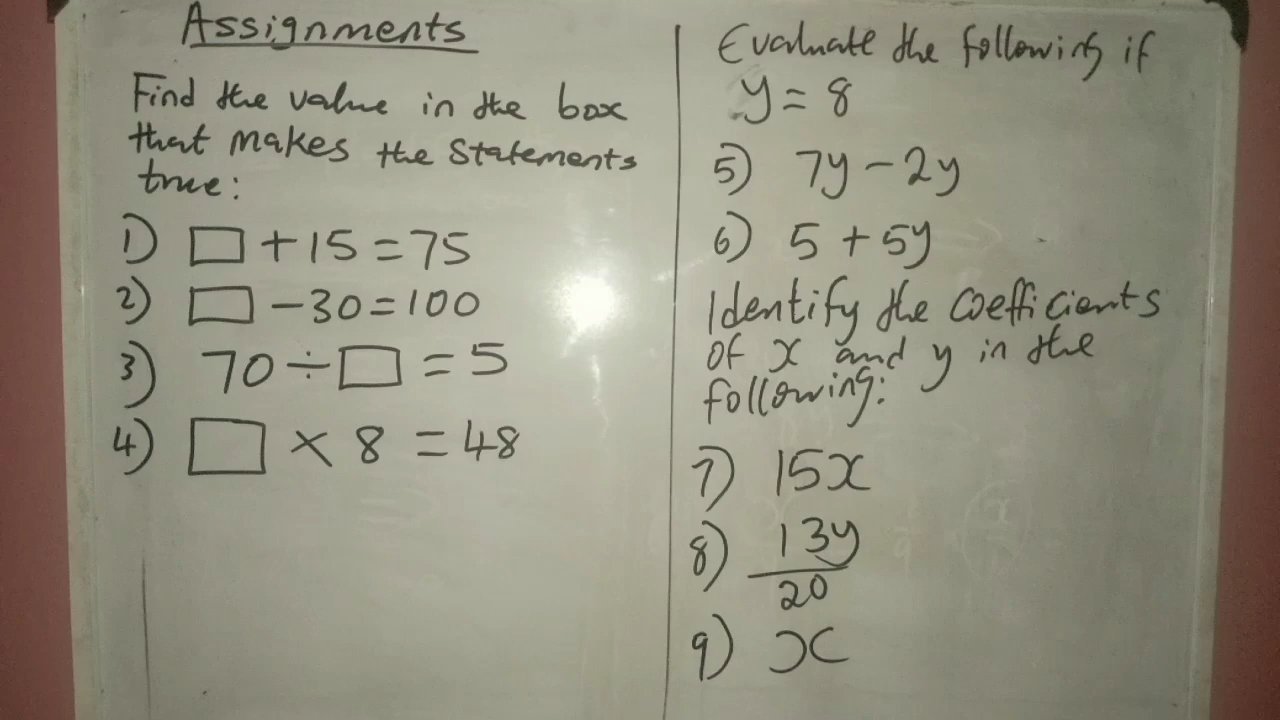 Assignments
Find the value in the box
that makes the Statements
true:
1) □ + 15 = 75
2) □ - 30 = 100
3) 70 ÷ □ = 5
4) □ × 8 = 48
Evaluate the following if
y = 8
5) 7y - 2y
6) 5 + 5y
Identify the Coefficients
of x and y in the
following:
7) 15x
8) 13y
20
9) x